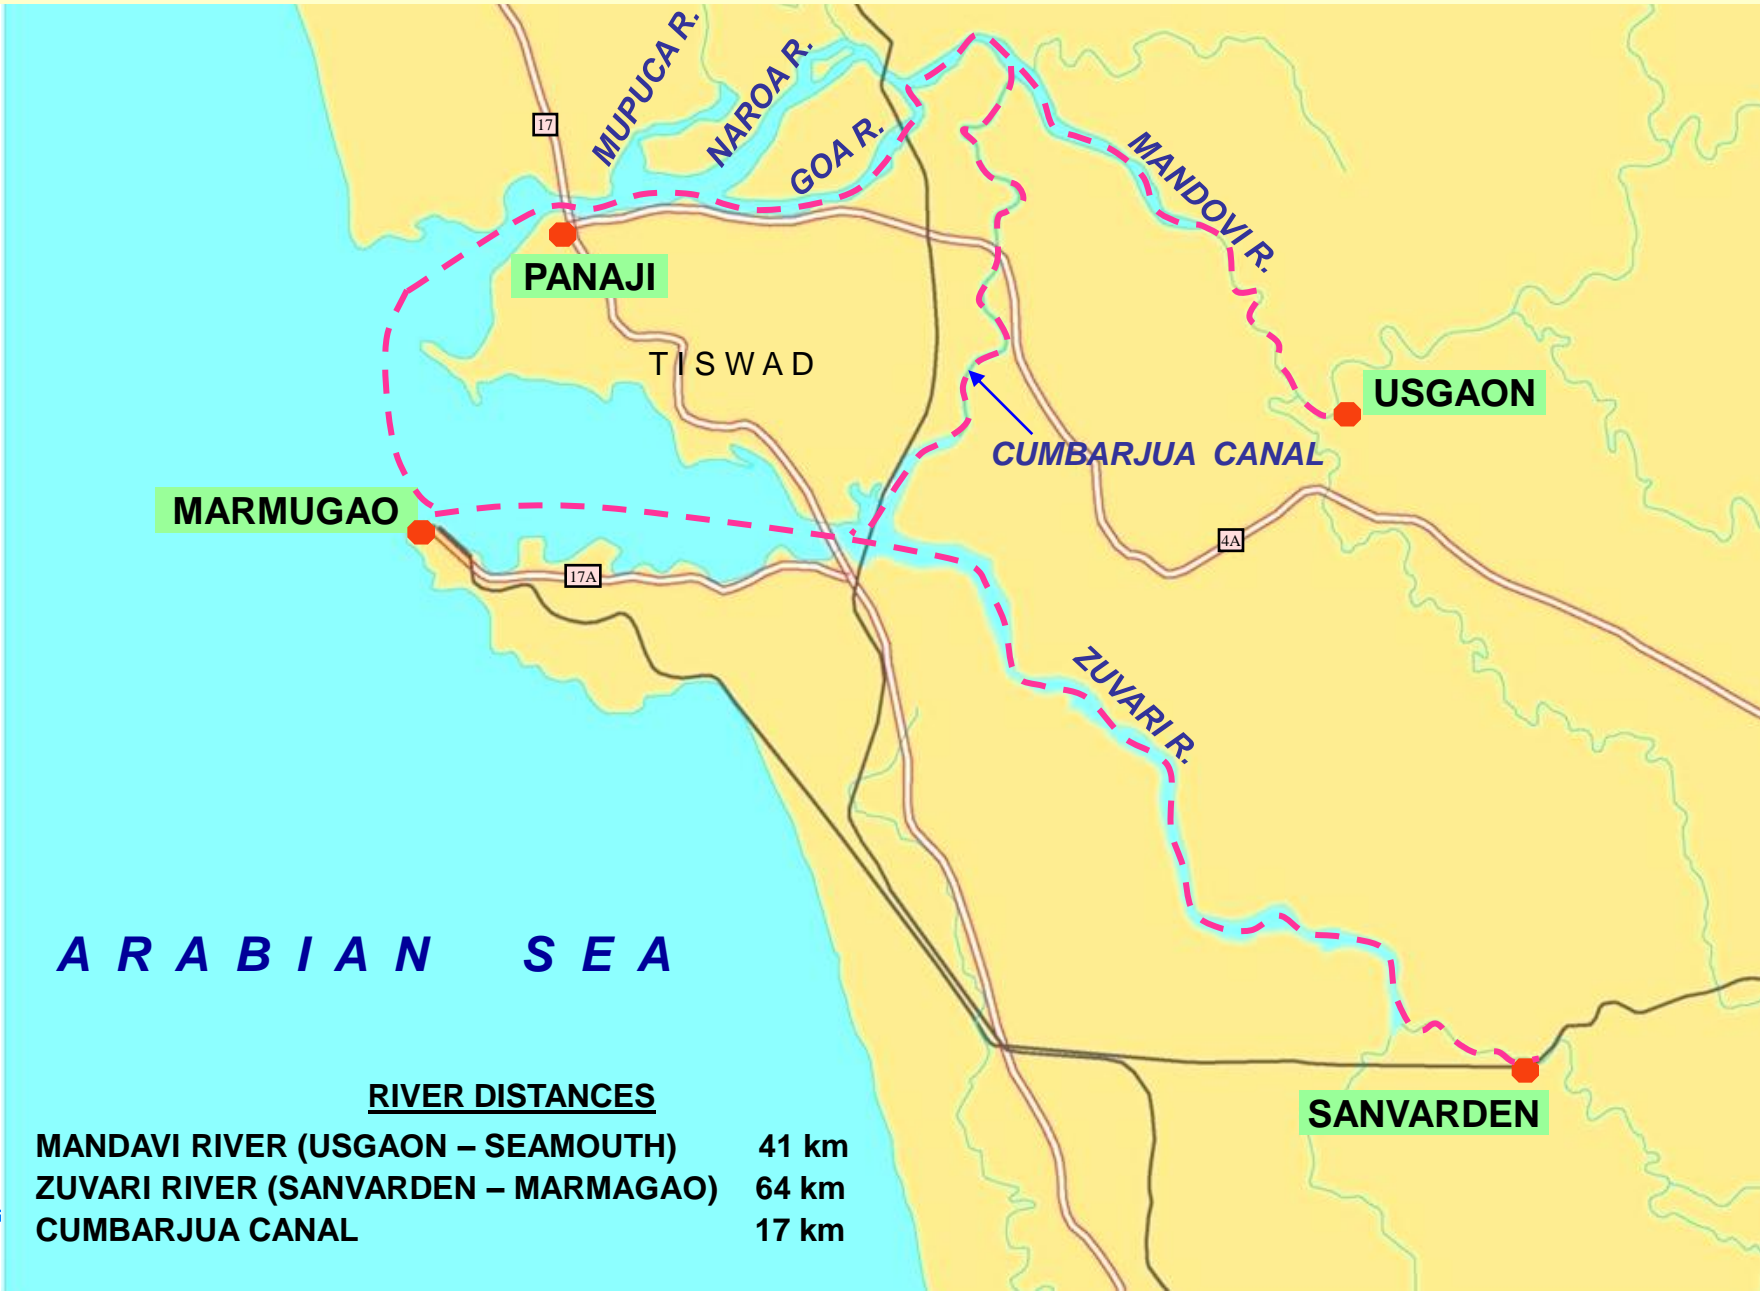 MUPUCA R.
NAROA R.
GOA R.
17
MANDOVI R.
PANAJI
TISWAD
USGAON
CUMBARJUA CANAL
MARMUGAO
4A
17A
ZUVARI R.
ARABIAN SEA
SANVARDEN
RIVER DISTANCES
MANDAVI RIVER (USGAON – SEAMOUTH) 41 km
ZUVARI RIVER (SANVARDEN – MARMAGAO) 64 km
CUMBARJUA CANAL 17 km